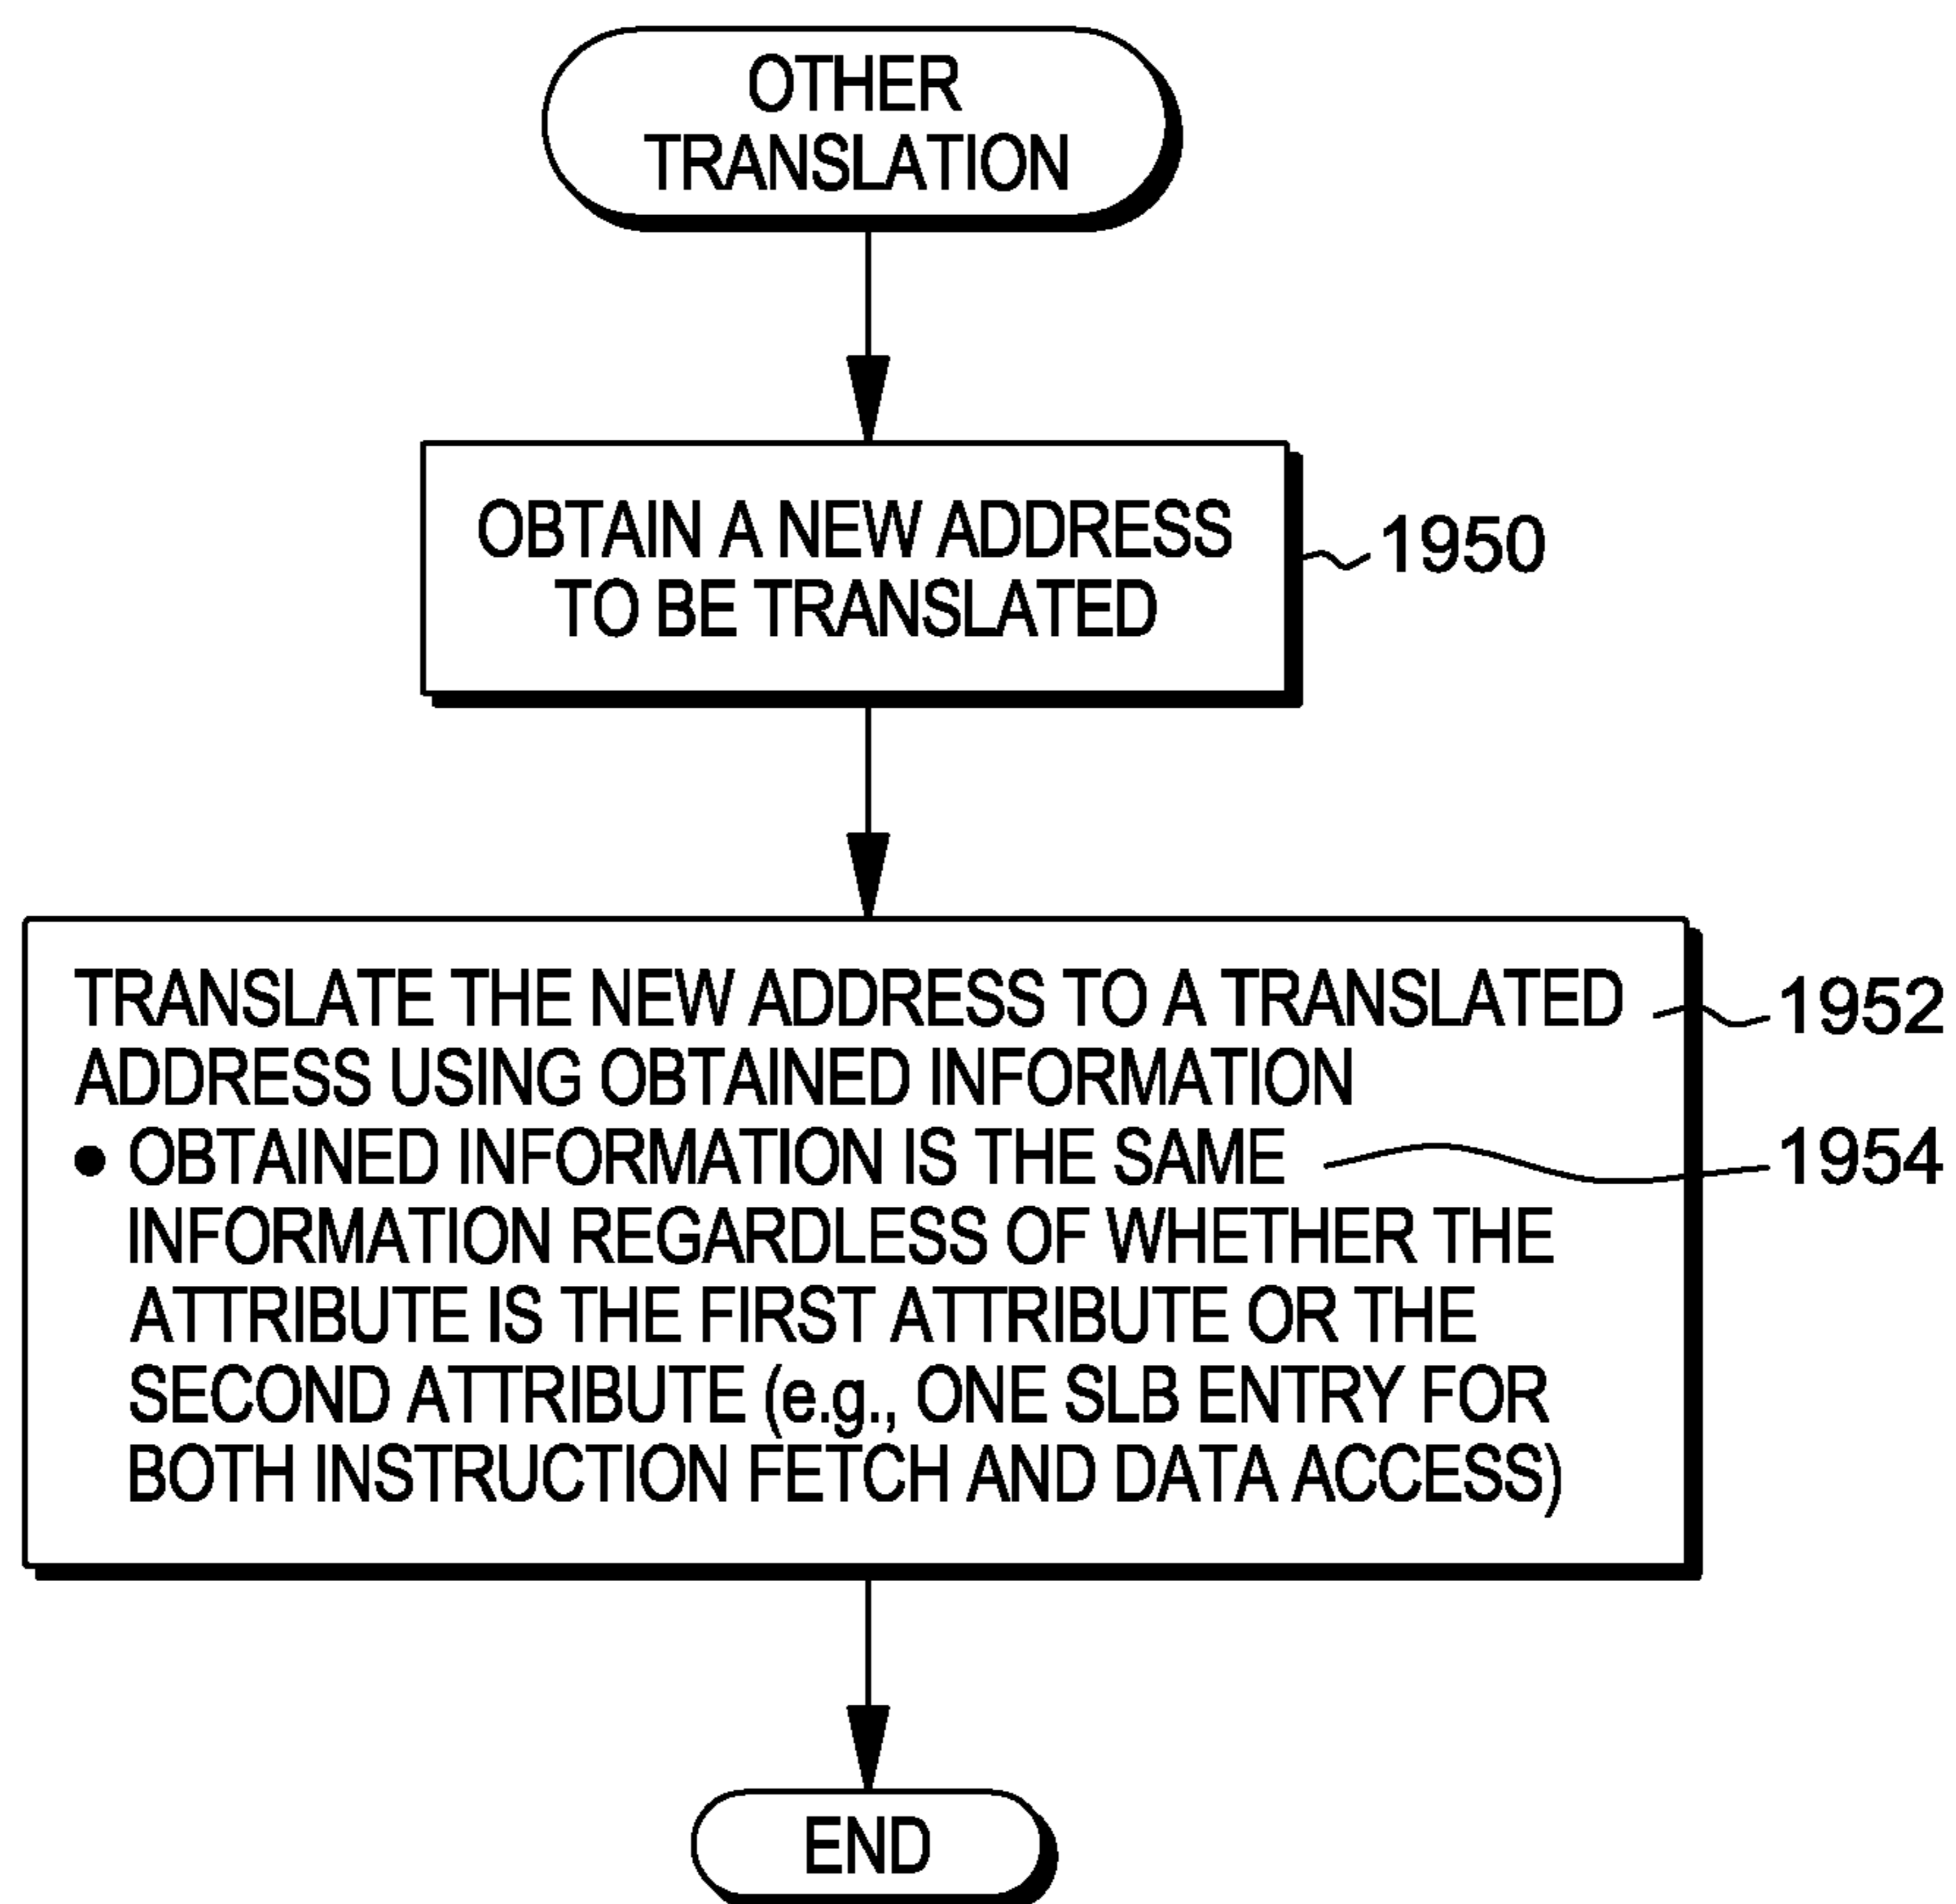 OTHER
TRANSLATION
OBTAIN A NEW ADDRESS
TO BE TRANSLATED
1950
TRANSLATE THE NEW ADDRESS TO A TRANSLATED
1952
ADDRESS USING OBTAINED INFORMATION
• OBTAINED INFORMATION IS THE SAME
1954
INFORMATION REGARDLESS OF WHETHER THE
ATTRIBUTE IS THE FIRST ATTRIBUTE OR THE
SECOND ATTRIBUTE (e.g., ONE SLB ENTRY FOR
BOTH INSTRUCTION FETCH AND DATA ACCESS)
END